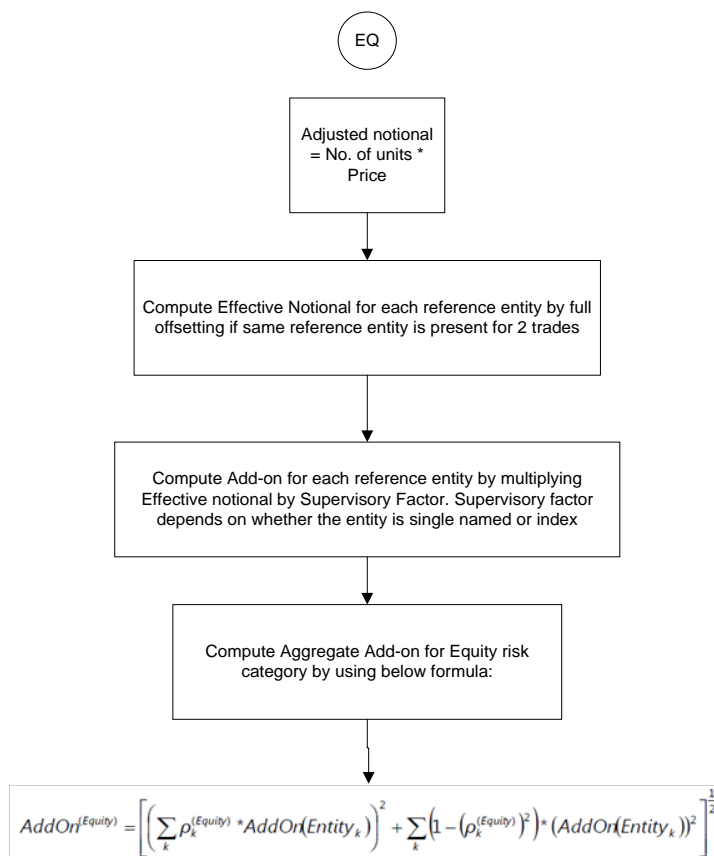 EQ
Adjusted notional
= No. of units *
Price
Compute Effective Notional for each reference entity by full
offsetting if same reference entity is present for 2 trades
Compute Add-on for each reference entity by multiplying
Effective notional by Supervisory Factor. Supervisory factor
depends on whether the entity is single named or index
Compute Aggregate Add-on for Equity risk
category by using below formula:
AddOn^(Equity) = [(∑_k ρ_k^(Equity) * AddOn(Entity_k))^2 + ∑_k (1 − (ρ_k^(Equity))^2) * (AddOn(Entity_k))^2]^(1/2)